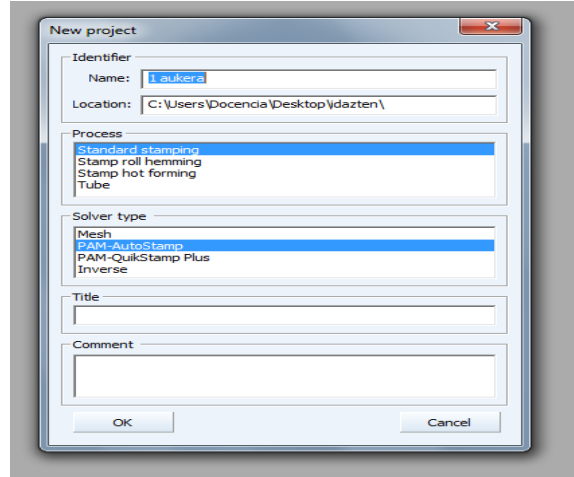 New project
Identifier
Name: 1 aukera
Location: C:\Users\Docencia\Desktop\idazten\
Process
Standard stamping
Stamp roll hemming
Stamp hot forming
Tube
Solver type
Mesh
PAM-AutoStamp
PAM-QuikStamp Plus
Inverse
Title
Comment
OK Cancel